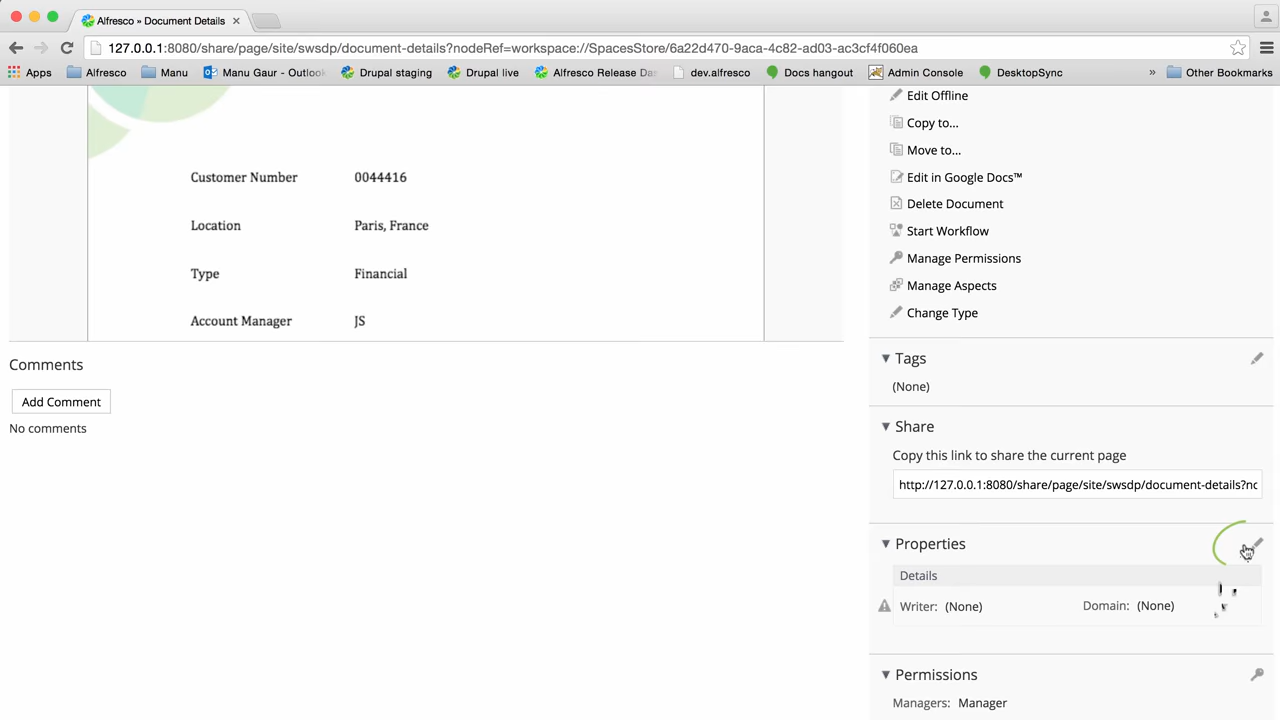 Alfresco » Document Details
127.0.0.1:8080/share/page/site/swsdp/document-details?nodeRef=workspace://SpacesStore/6a22d470-9aca-4c82-ad03-ac3cf4f060ea
Apps Alfresco Manu Manu Gaur - Outlook Drupal staging Drupal live Alfresco Release Das dev.alfresco Docs hangout Admin Console DesktopSync » Other Bookmarks
Customer Number 0044416
Location Paris, France
Type Financial
Account Manager JS
Comments
Add Comment
No comments
Edit Offline
Copy to...
Move to...
Edit in Google Docs™
Delete Document
Start Workflow
Manage Permissions
Manage Aspects
Change Type
Tags
(None)
Share
Copy this link to share the current page
http://127.0.0.1:8080/share/page/site/swsdp/document-details?no
Properties
Details
Writer: (None) Domain: (None)
Permissions
Managers: Manager